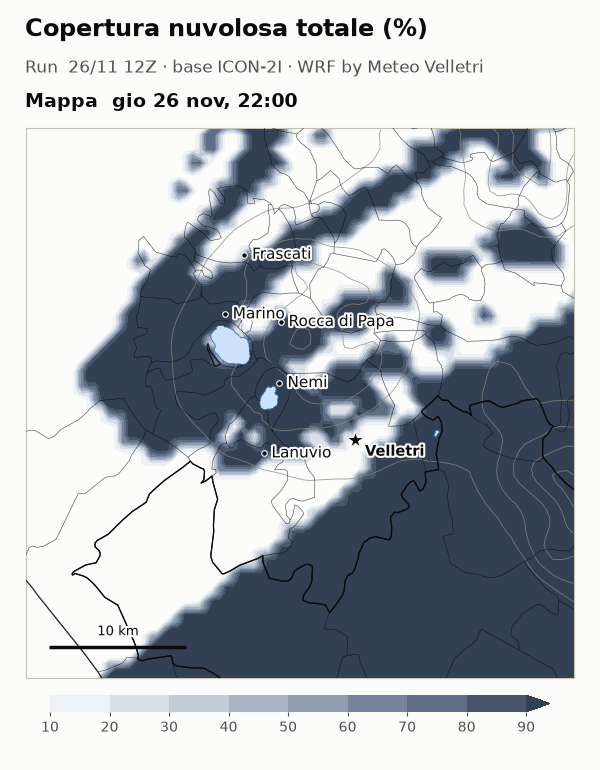 Copertura nuvolosa totale (%)
Run  26/11 12Z · base ICON-2I · WRF by Meteo Velletri
Mappa  gio 26 nov, 22:00
Frascati
Marino
Rocca di Papa
Nemi
Velletri
Lanuvio
10 km
10 20 30 40 50 60 70 80 90